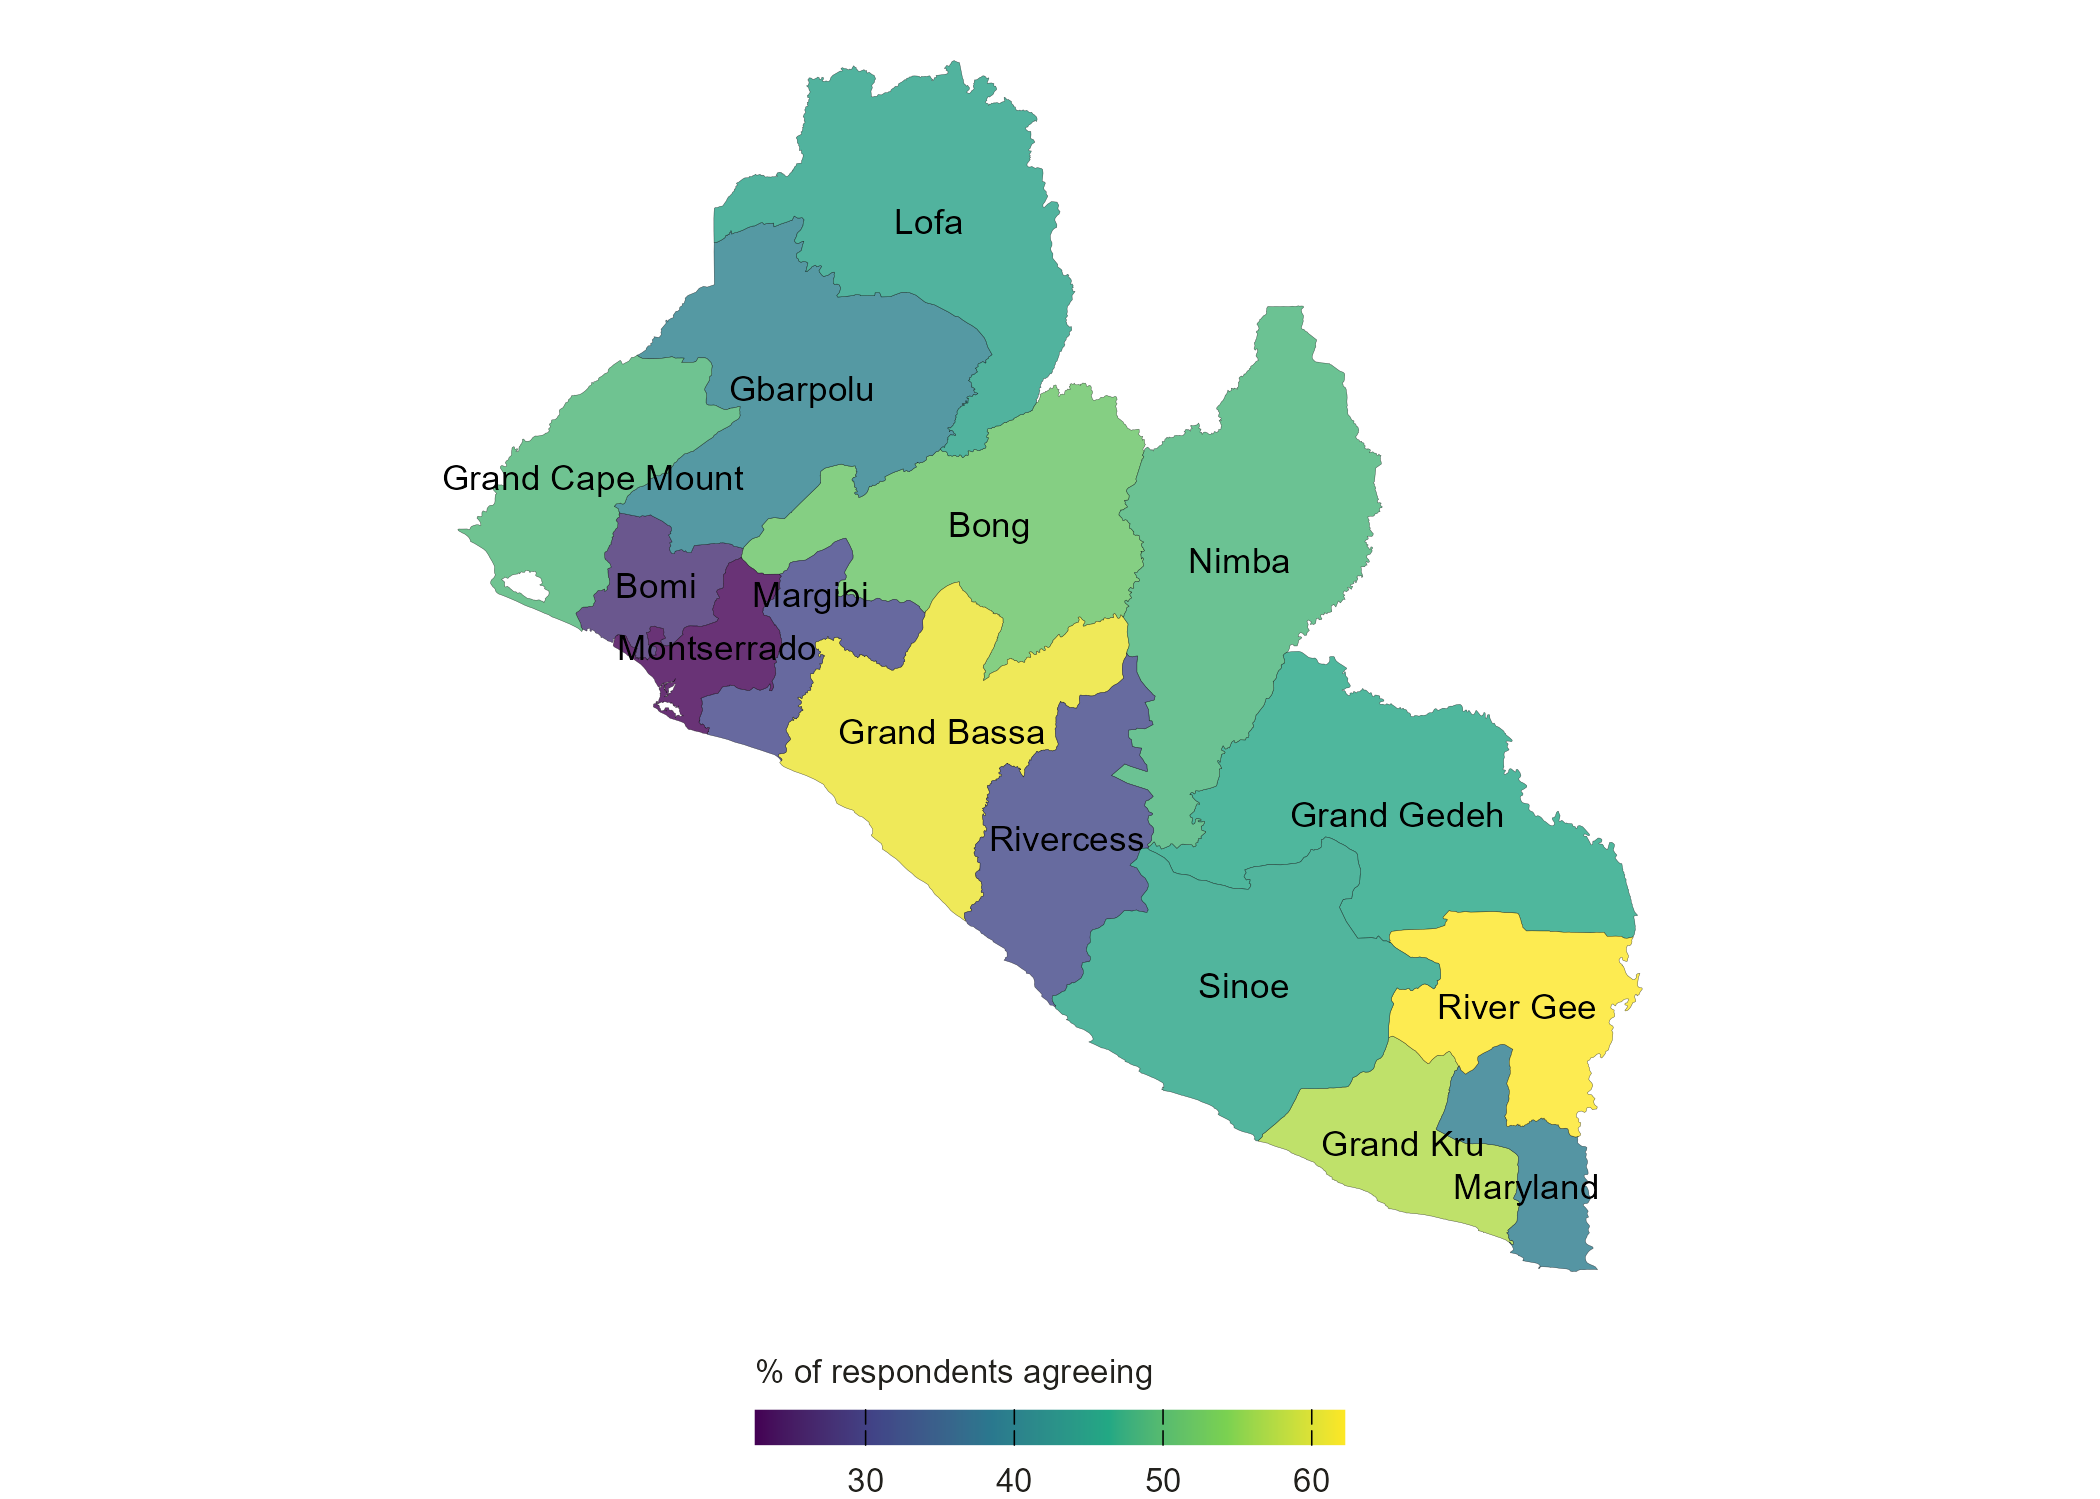 Lofa
Gbarpolu
Grand Cape Mount
Bong
Nimba
Bomi
Margibi
Montserrado
Grand Bassa
Grand Gedeh
Rivercess
Sinoe
River Gee
Grand Kru
Maryland
% of respondents agreeing
30 40 50 60